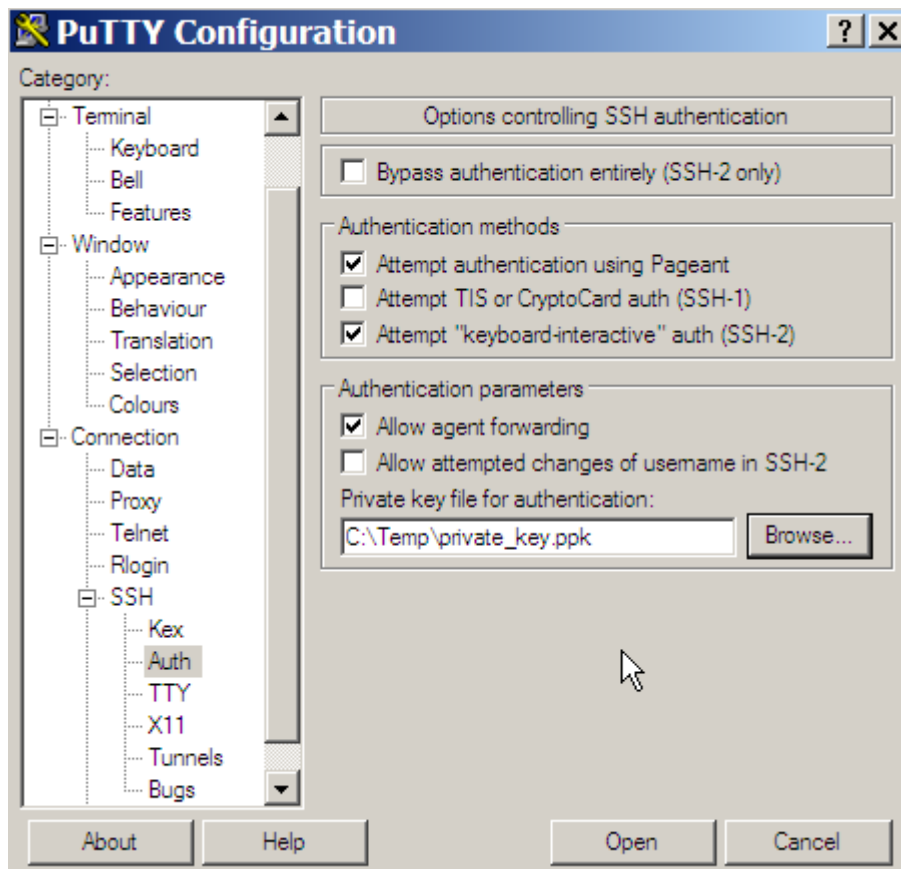 PuTTY Configuration
Category:
Terminal
Keyboard
Bell
Features
Window
Appearance
Behaviour
Translation
Selection
Colours
Connection
Data
Proxy
Telnet
Rlogin
SSH
Kex
Auth
TTY
X11
Tunnels
Bugs
Options controlling SSH authentication
Bypass authentication entirely (SSH-2 only)
Authentication methods
Attempt authentication using Pageant
Attempt TIS or CryptoCard auth (SSH-1)
Attempt "keyboard-interactive" auth (SSH-2)
Authentication parameters
Allow agent forwarding
Allow attempted changes of username in SSH-2
Private key file for authentication:
C:\Temp\private_key.ppk Browse...
About Help Open Cancel